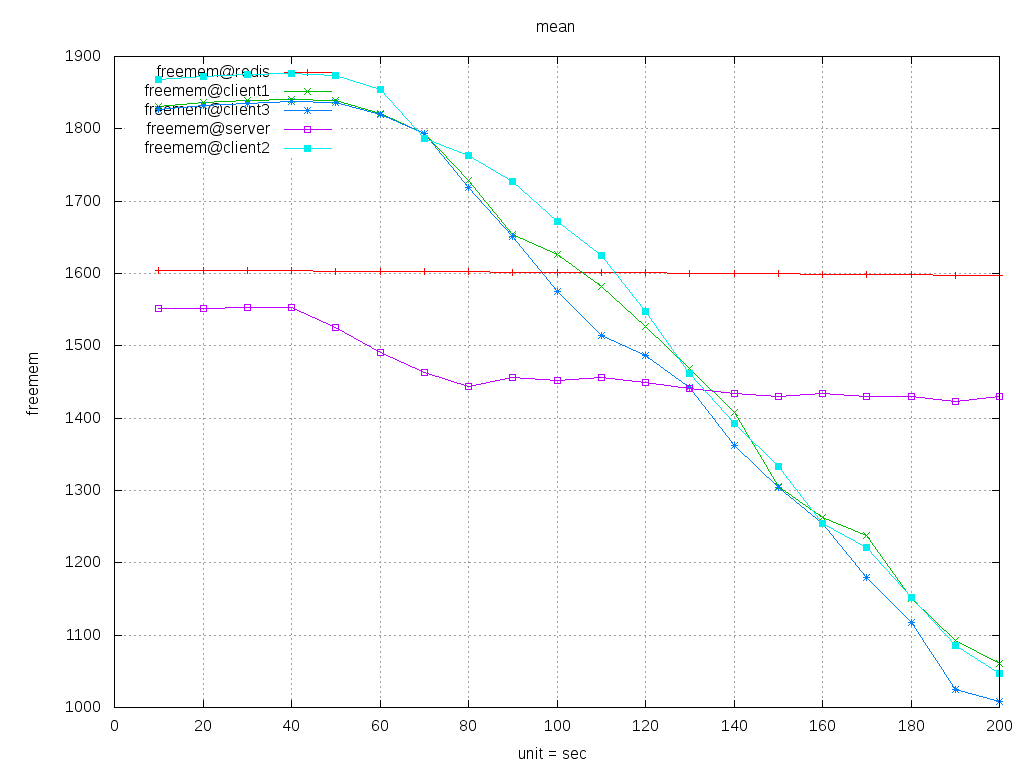 mean
1900
1800
1700
1600
1500
1400
1300
1200
1100
1000
freemem
freemem@redis
freemem@client1
freemem@client3
freemem@server
freemem@client2
0 20 40 60 80 100 120 140 160 180 200
unit = sec